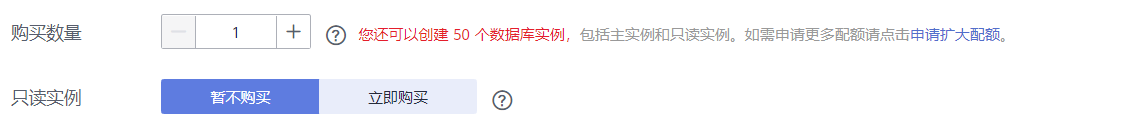 购买数量 − 1 + ? 您还可以创建 50 个数据库实例，包括主实例和只读实例。如需申请更多配额请点击申请扩大配额。
只读实例 暂不购买 立即购买 ?